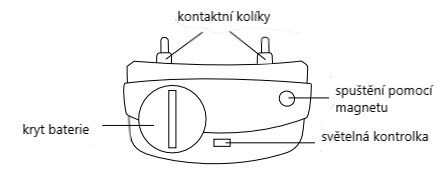 kontaktní kolíky
spuštění pomocí
magnetu
kryt baterie
světelná kontrolka